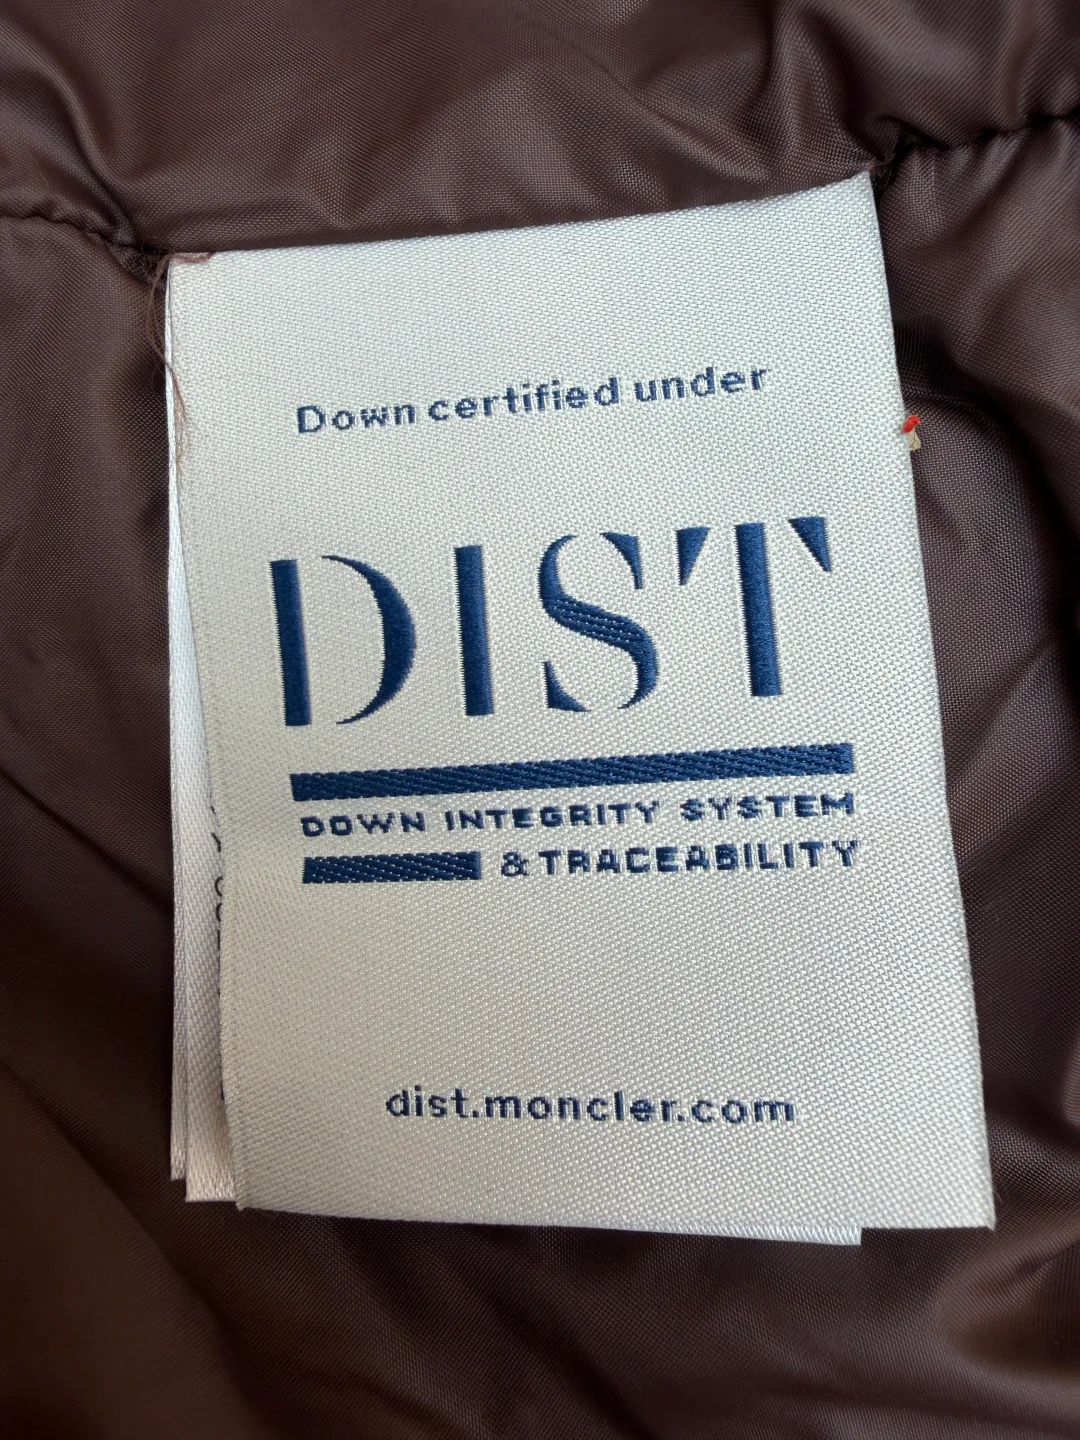 Down certified under
DIST
DOWN INTEGRITY SYSTEM
& TRACEABILITY
dist.moncler.com